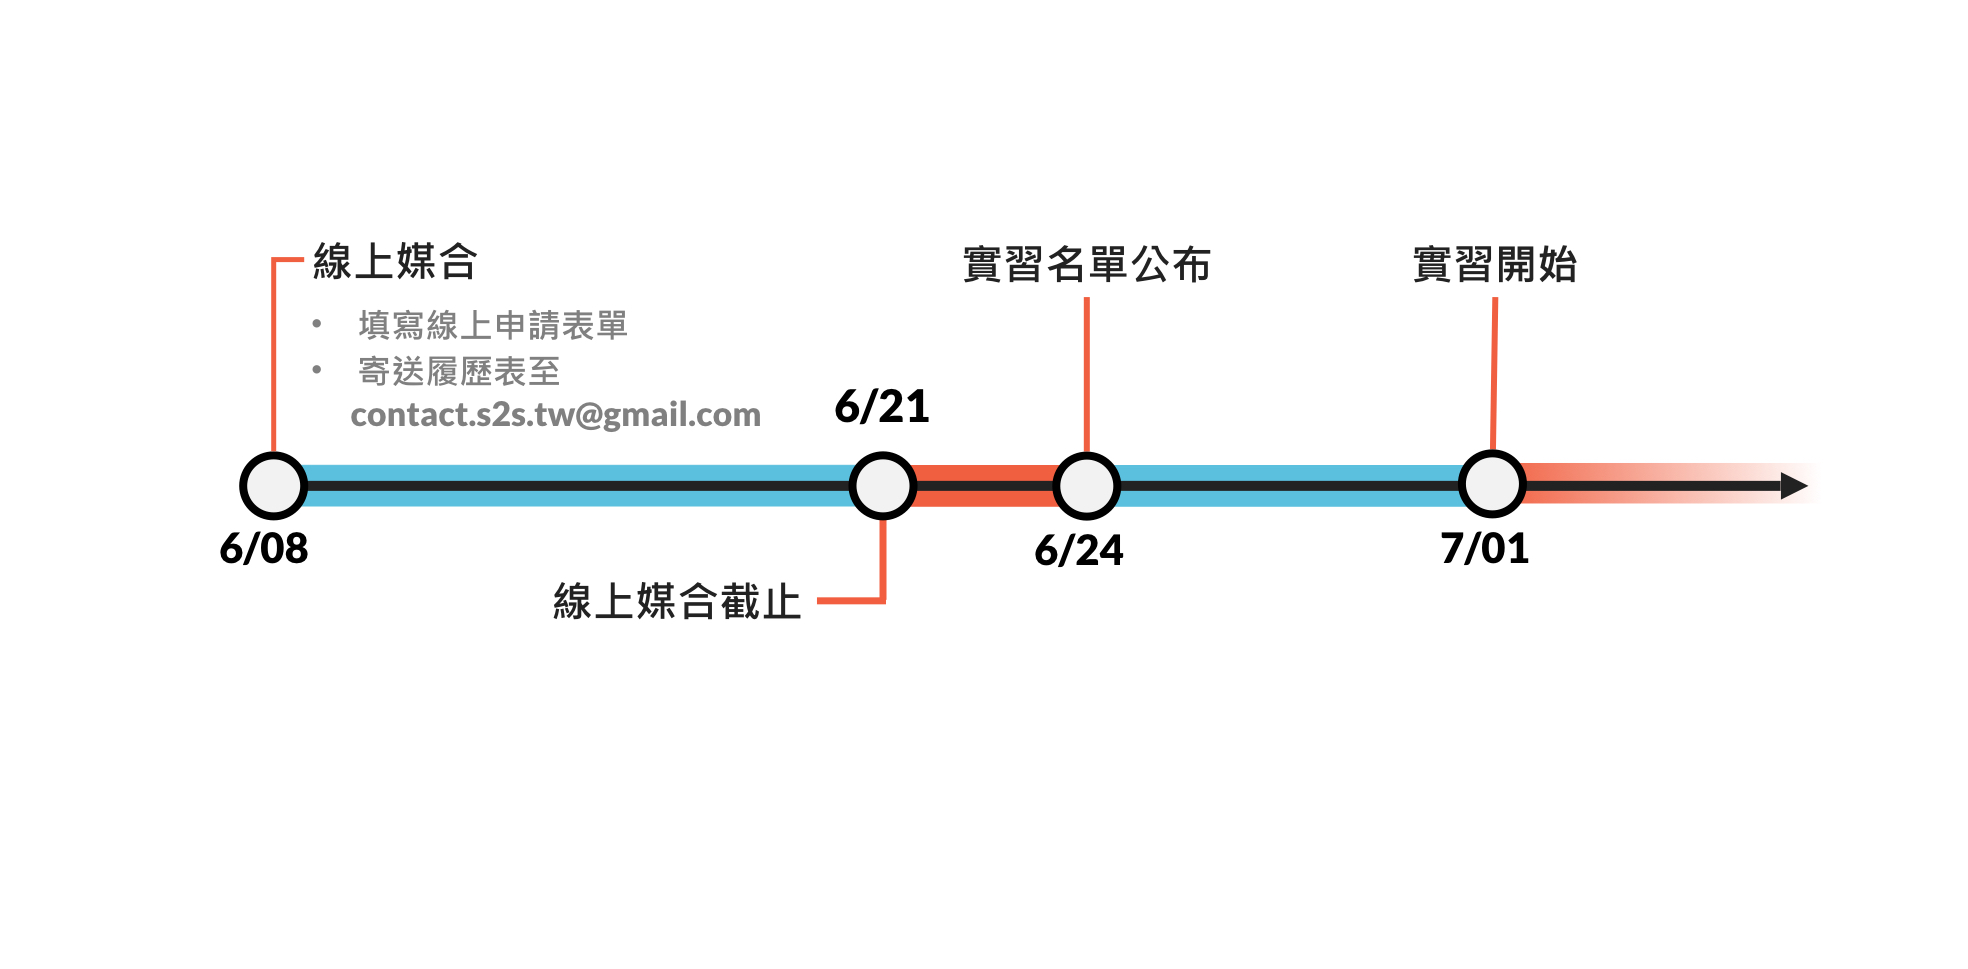 線上媒合
• 填寫線上申請表單
• 寄送履歷表至
contact.s2s.tw@gmail.com
6/08
6/21
線上媒合截止
實習名單公布
6/24
實習開始
7/01